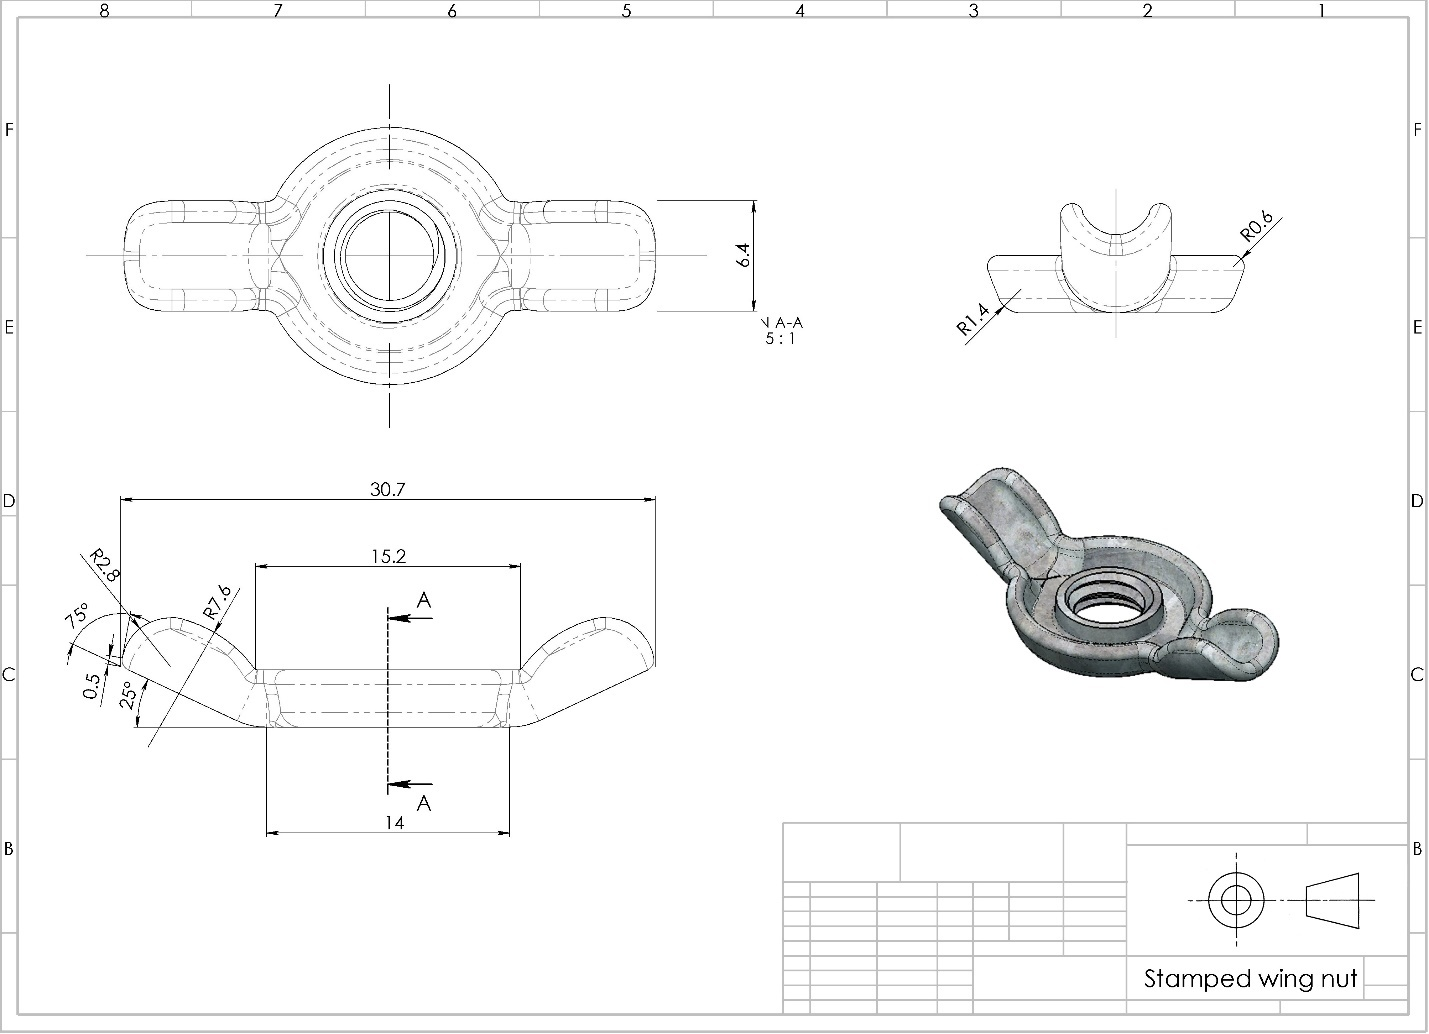 8 7 6 5 4 3 2 1
F F
6.4
R0.6
R1.4
A-A
5 : 1
E E
D D
30.7
15.2
R2.8
R7.6
75°
A
0.5
25°
C C
A
14
B B
Stamped wing nut